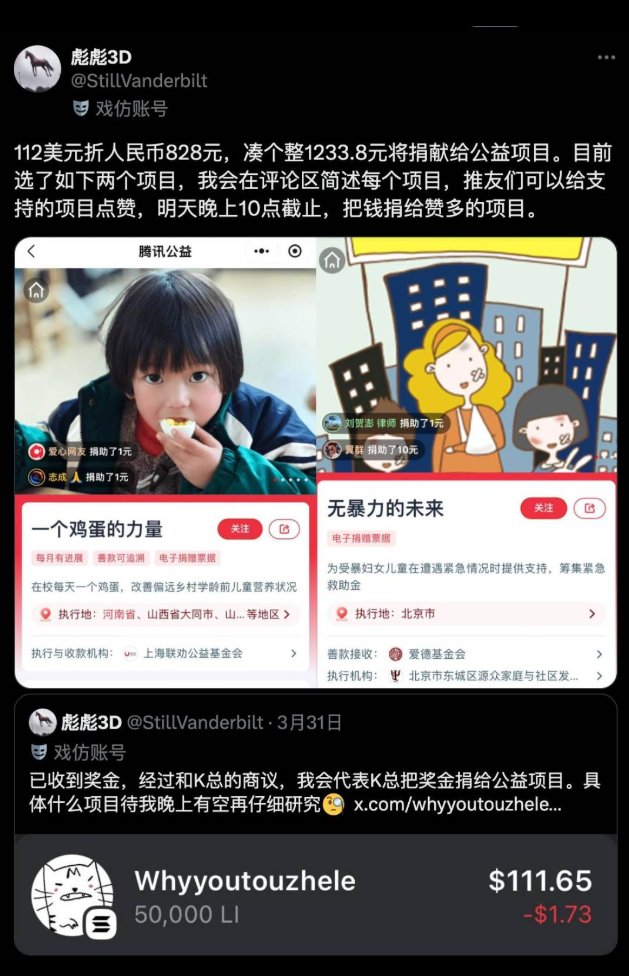 彪彪3D
@StillVanderbilt
戏仿账号
112美元折人民币828元，凑个整1233.8元将捐献给公益项目。目前
选了如下两个项目，我会在评论区简述每个项目，推友们可以给支
持的项目点赞，明天晚上10点截止，把钱捐给赞多的项目。
腾讯公益
爱心网友 捐助了1元
志成🙏 捐助了1元
一个鸡蛋的力量
关注
每月有进展 善款可追溯 电子捐赠票据
在校每天一个鸡蛋，改善偏远乡村学龄前儿童营养状况
执行地：河南省、山西省大同市、山...等地区
执行与收款机构： 上海联劝公益基金会
刘贺澎 律师 捐助了1元
翼群 捐助了10元
无暴力的未来
关注
电子捐赠票据
为受暴妇女儿童在遭遇紧急情况时提供支持，筹集紧急
救助金
执行地：北京市
善款接收： 爱德基金会
执行机构： 北京市东城区源众家庭与社区发...
彪彪3D @StillVanderbilt · 3月31日
戏仿账号
已收到奖金，经过和K总的商议，我会代表K总把奖金捐给公益项目。具
体什么项目待我晚上有空再仔细研究🧐 x.com/whyyoutouzhele...
Whyyoutouzhele
$111.65
50,000 LI
-$1.73